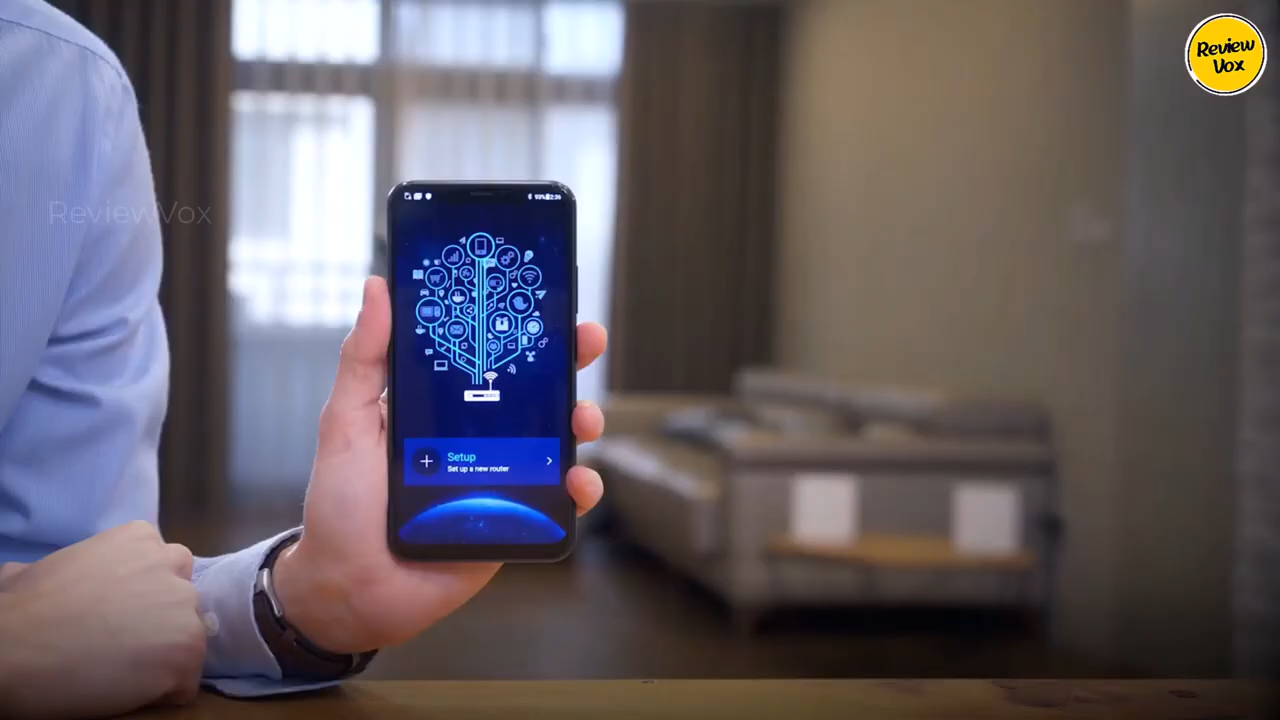 Review
Vox
ReviewVox
Setup
Set up a new router